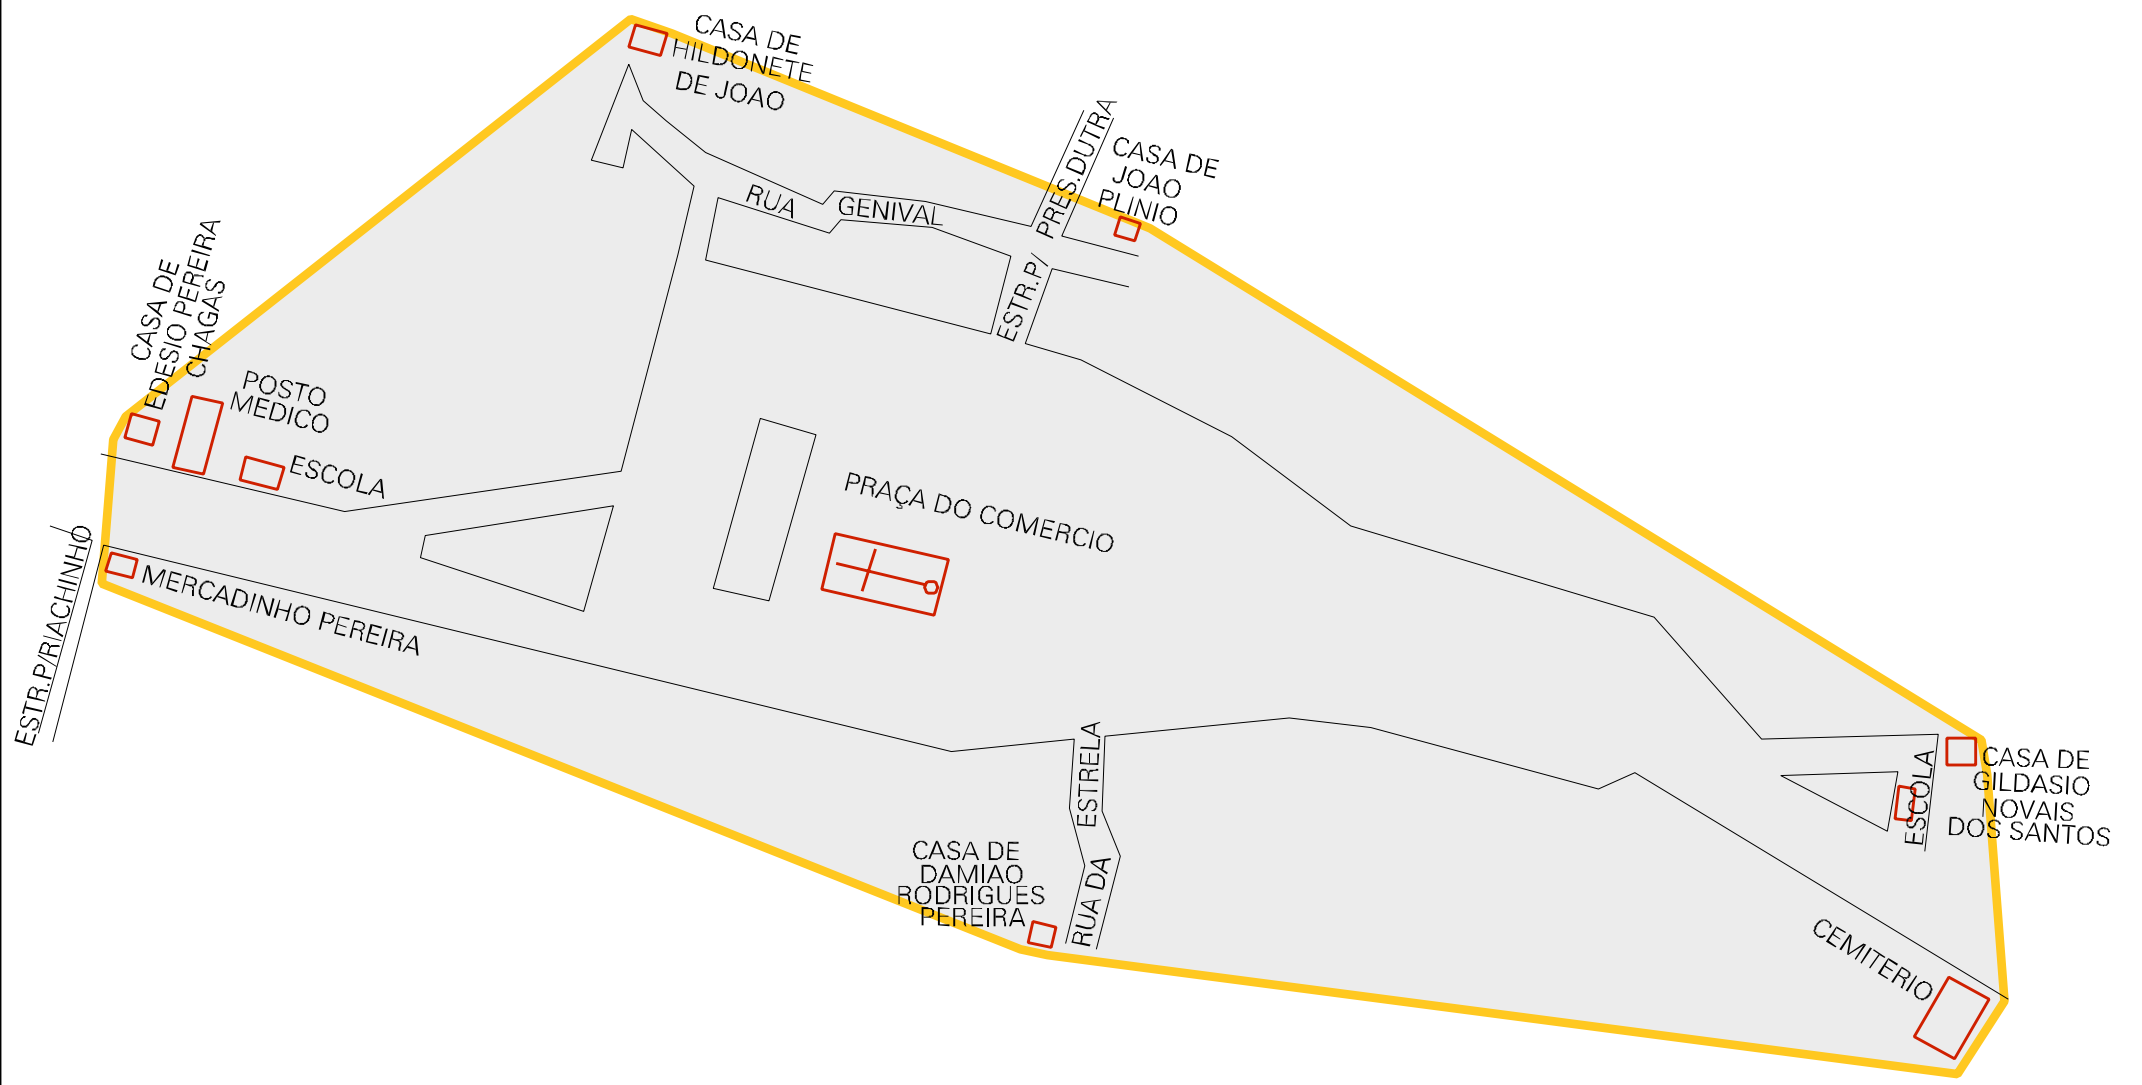 CASA DE
HILDONETE
DE JOAO
ESTR.P/ PRES.DUTRA
CASA DE
JOAO
PLINIO
RUA GENIVAL
CASA DE
EDESIO PEREIRA
CHAGAS
POSTO
MEDICO
ESCOLA
PRAÇA DO COMERCIO
ESTR.P/RIACHINHO
MERCADINHO PEREIRA
RUA DA ESTRELA
CASA DE
DAMIAO
RODRIGUES
PEREIRA
ESCOLA
CASA DE
GILDASIO
NOVAIS
DOS SANTOS
CEMITERIO